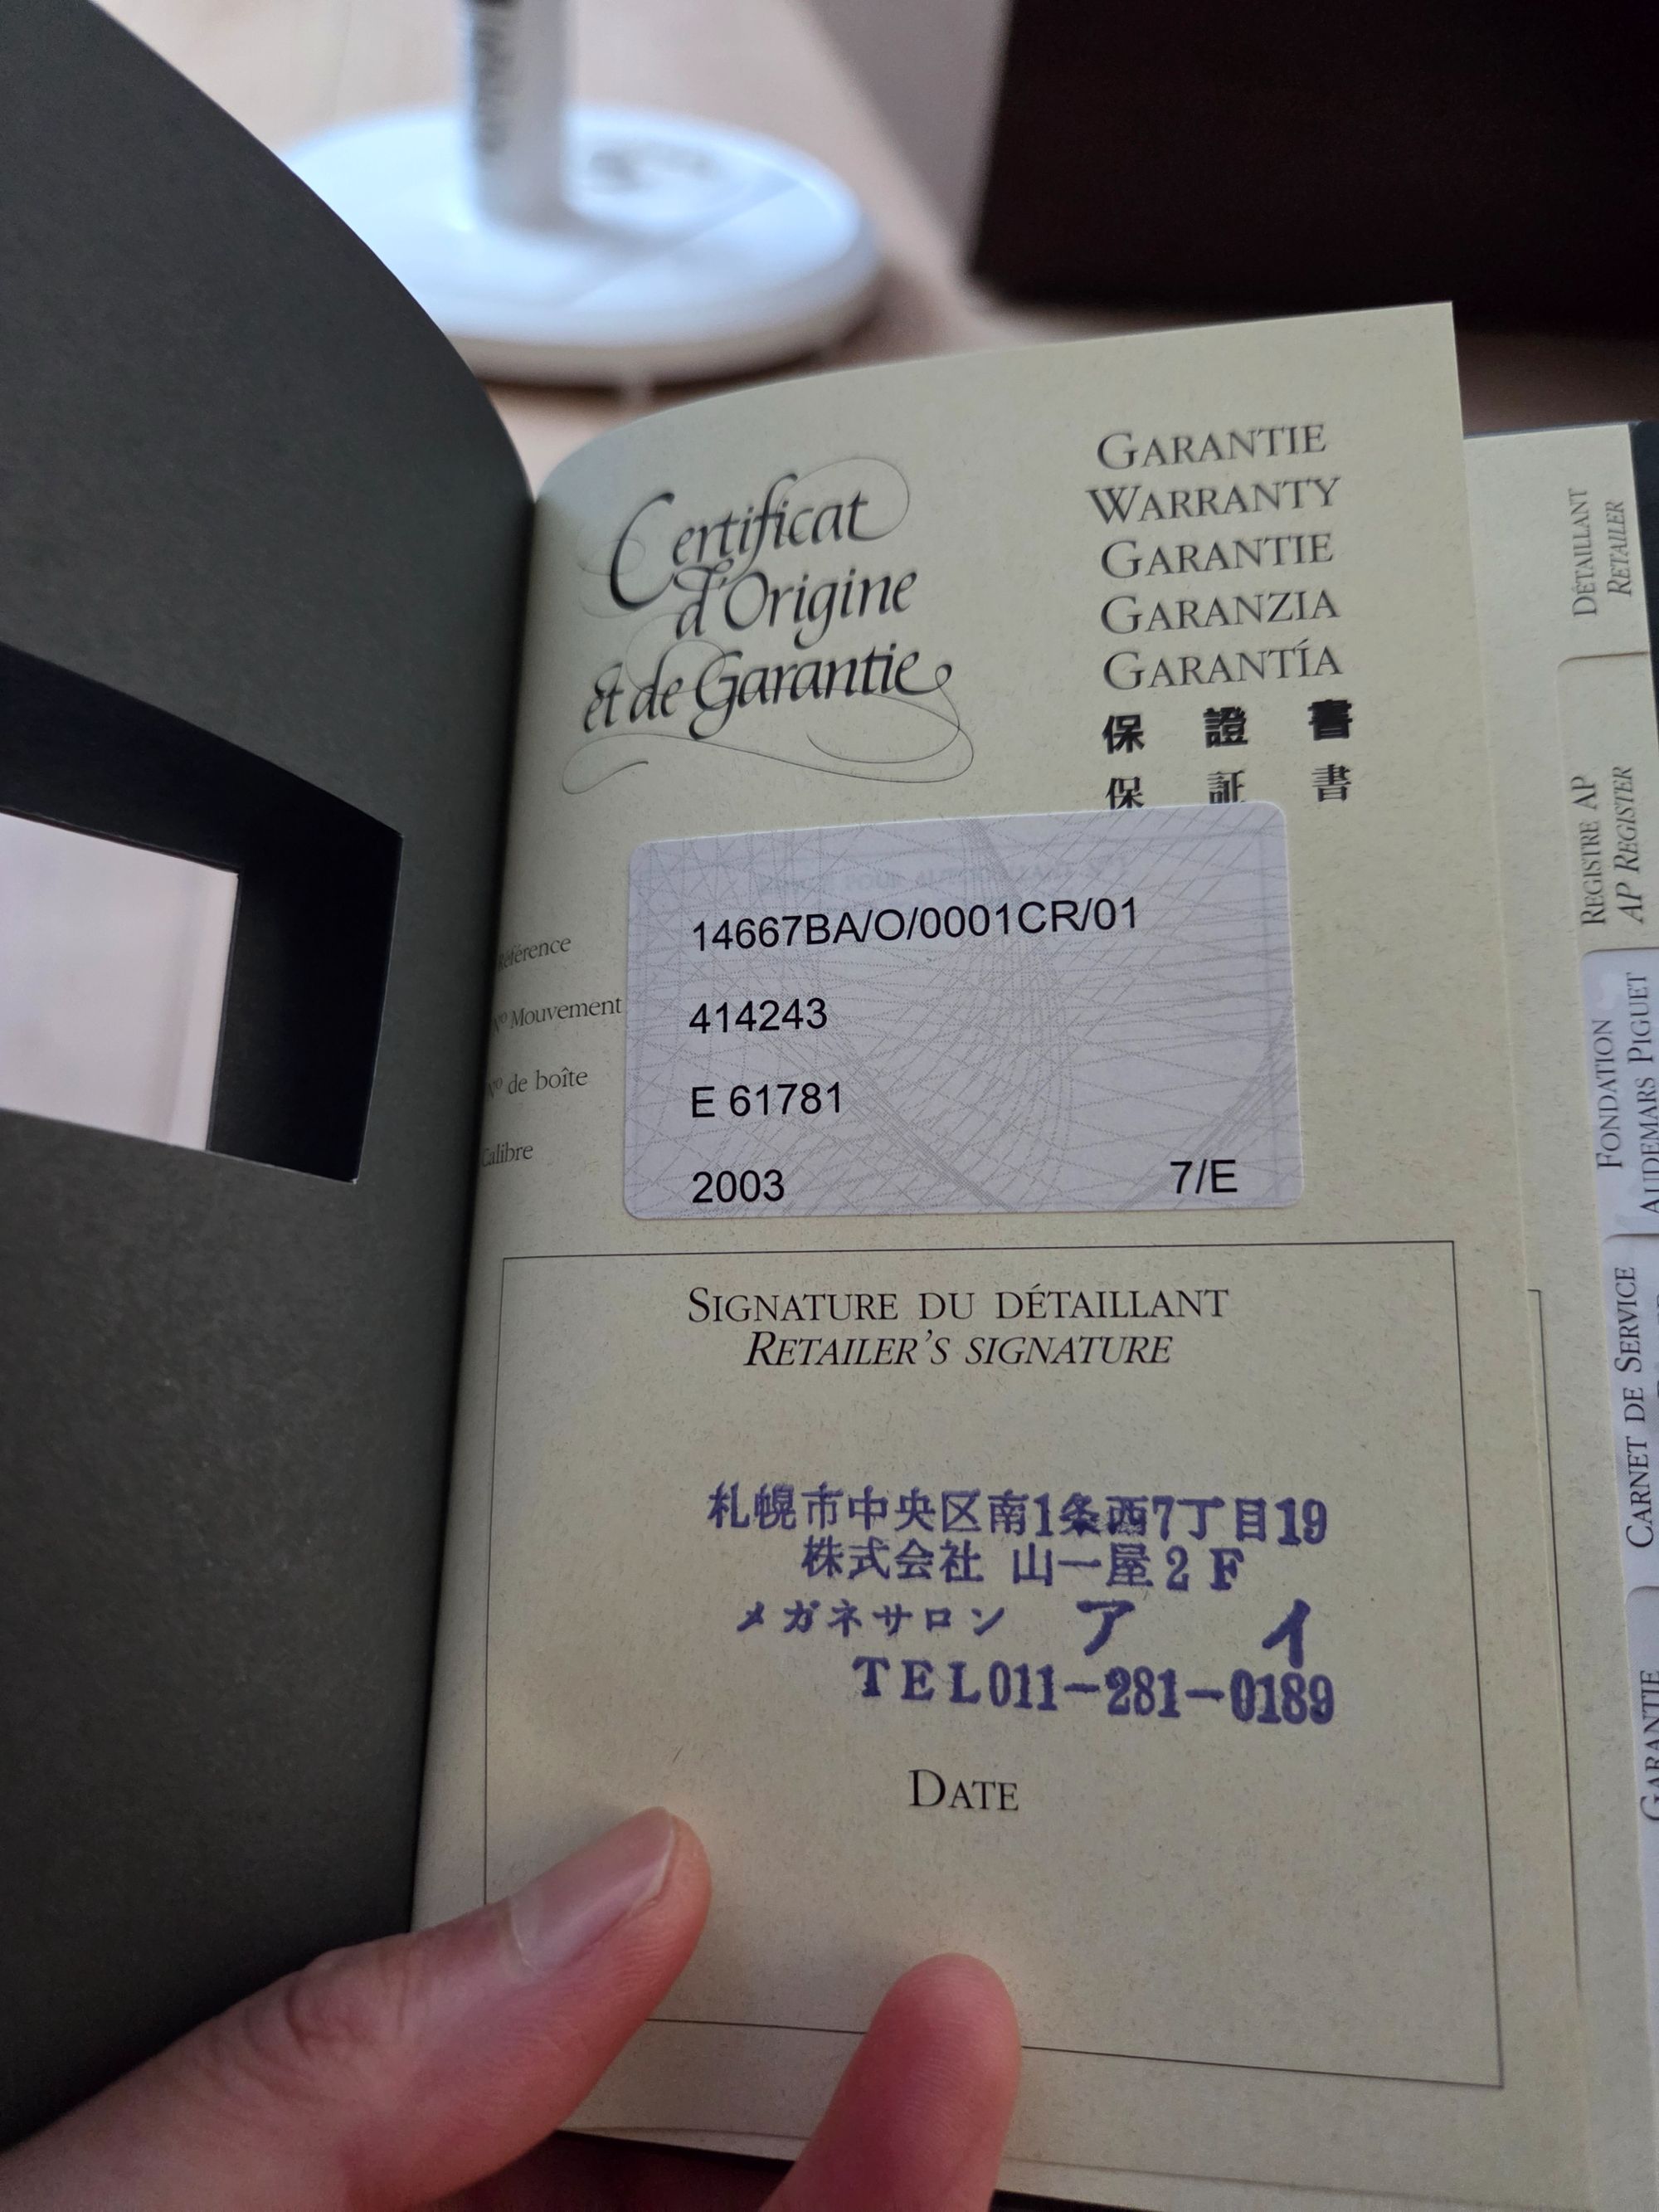 Certificat
d'Origine
et de Garantie
GARANTIE
WARRANTY
GARANTIE
GARANZIA
GARANTÍA
保 證 書
保 証 書
Référence
14667BA/O/0001CR/01
Nº Mouvement
414243
Nº de boîte
E 61781
Calibre
2003 7/E
SIGNATURE DU DÉTAILLANT
RETAILER'S SIGNATURE
札幌市中央区南1条西7丁目19
株式会社 山一屋2F
メガネサロン アイ
TEL011-281-0189
DATE
DÉTAILLANT
RETAILER
REGISTRE AP
AP REGISTER
FONDATION
AUDEMARS PIGUET
CARNET DE SERVICE
GARANTIE